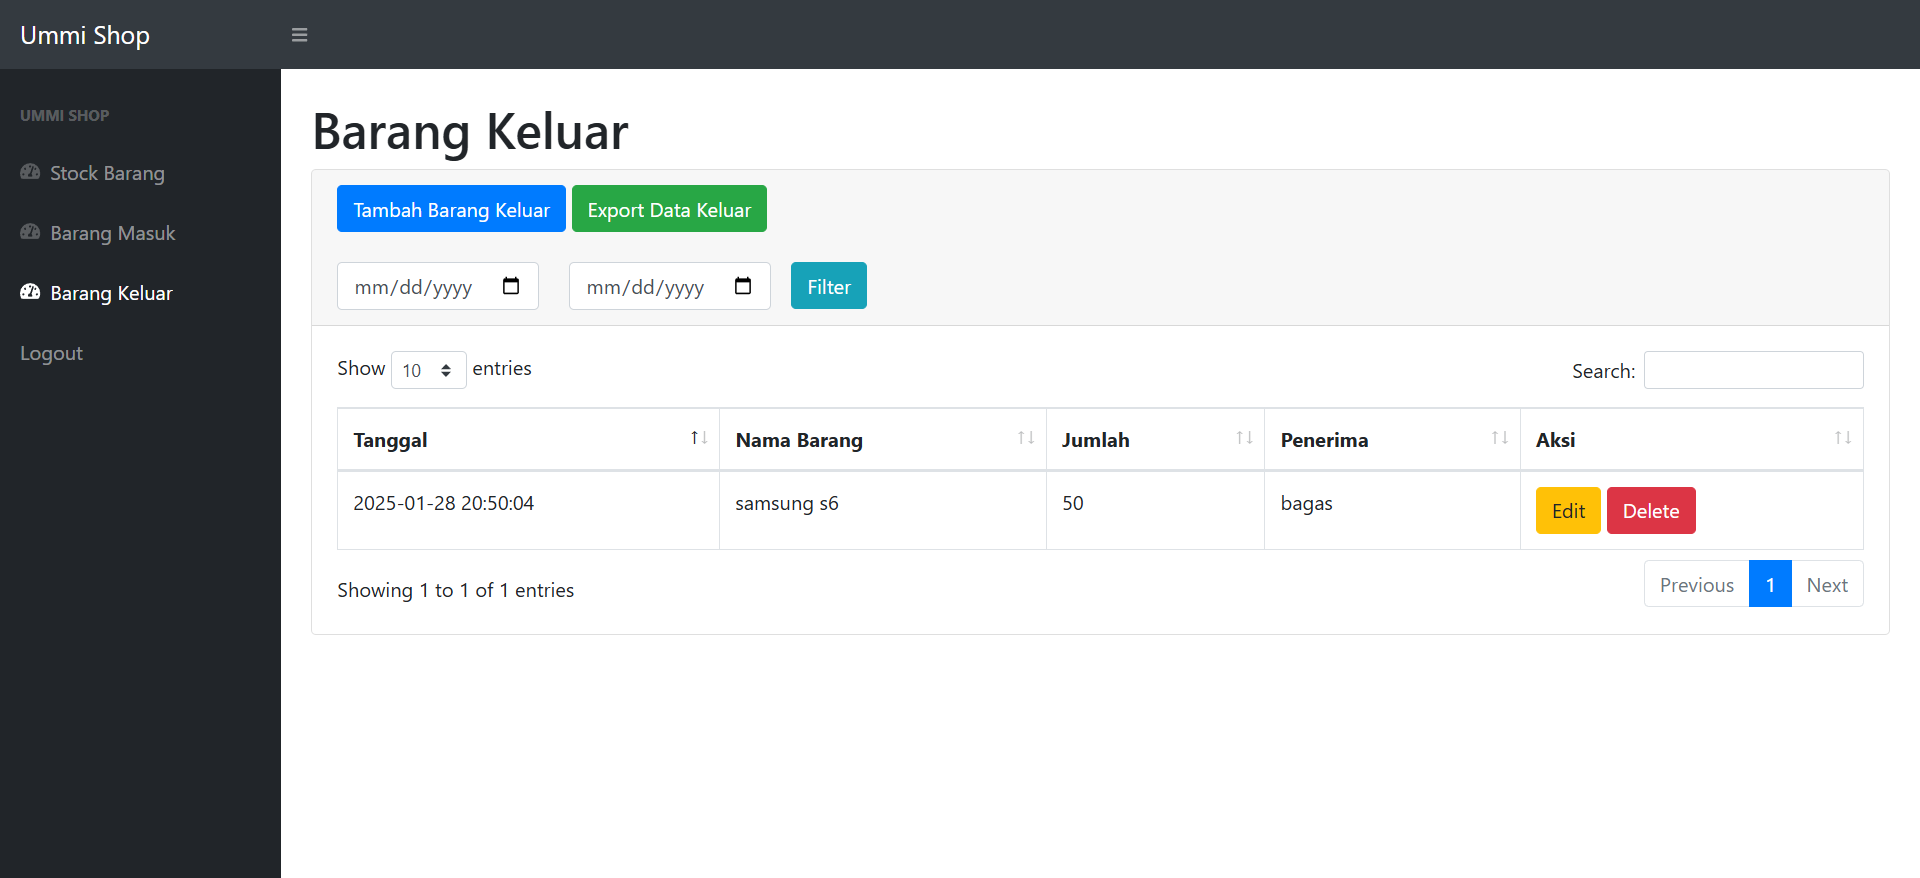 Ummi Shop
UMMI SHOP
Stock Barang
Barang Masuk
Barang Keluar
Logout
Barang Keluar
Tambah Barang Keluar Export Data Keluar
mm/dd/yyyy mm/dd/yyyy Filter
Show 10 entries Search:
Tanggal Nama Barang Jumlah Penerima Aksi
2025-01-28 20:50:04 samsung s6 50 bagas Edit Delete
Showing 1 to 1 of 1 entries Previous 1 Next